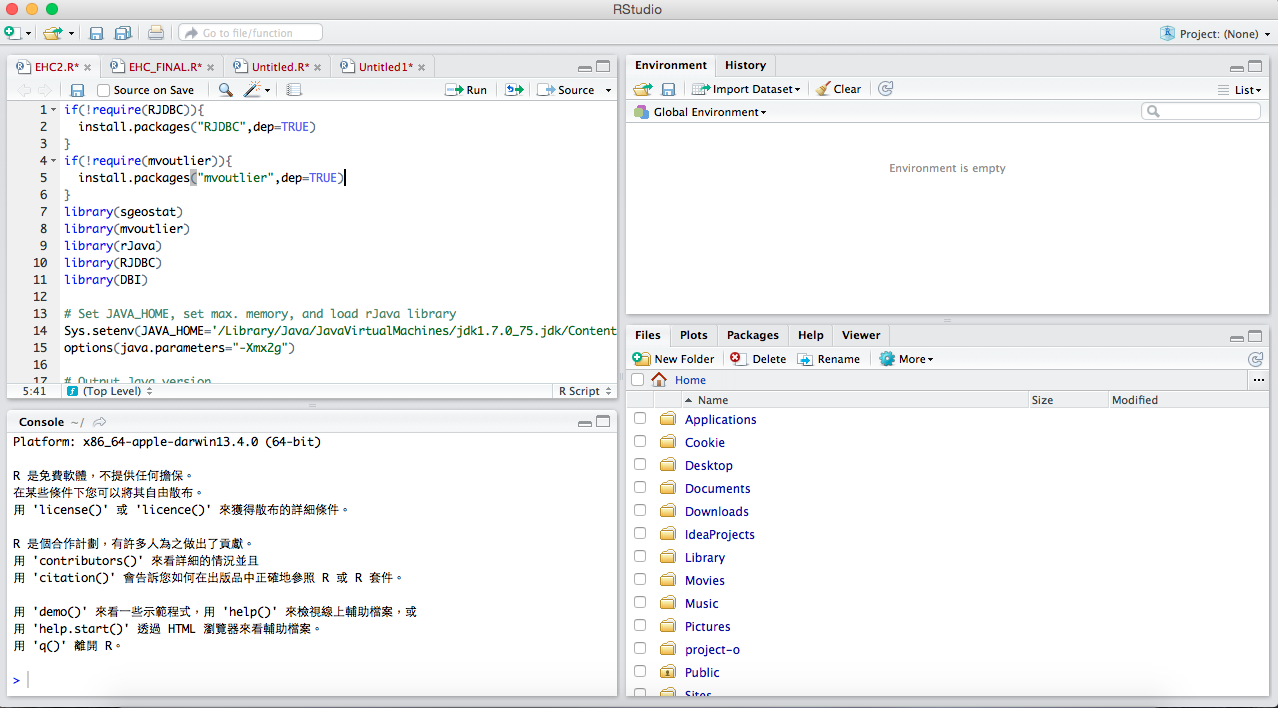 RStudio
Go to file/function
Project: (None)
EHC2.R*
EHC_FINAL.R*
Untitled.R*
Untitled1*
Source on Save
Run
Source
1 if(!require(RJDBC)){
2 install.packages("RJDBC",dep=TRUE)
3 }
4 if(!require(mvoutlier)){
5 install.packages("mvoutlier",dep=TRUE)
6 }
7 library(sgeostat)
8 library(mvoutlier)
9 library(rJava)
10 library(RJDBC)
11 library(DBI)
12
13 # Set JAVA_HOME, set max. memory, and load rJava library
14 Sys.setenv(JAVA_HOME='/Library/Java/JavaVirtualMachines/jdk1.7.0_75.jdk/Content
15 options(java.parameters="-Xmx2g")
16
17 # Output Java version
5:41 (Top Level) R Script
Console ~/
Platform: x86_64-apple-darwin13.4.0 (64-bit)
R 是免費軟體，不提供任何擔保。
在某些條件下您可以將其自由散布。
用 'license()' 或 'licence()' 來獲得散布的詳細條件。
R 是個合作計劃，有許多人為之做出了貢獻。
用 'contributors()' 來看詳細的情況並且
用 'citation()' 會告訴您如何在出版品中正確地參照 R 或 R 套件。
用 'demo()' 來看一些示範程式，用 'help()' 來檢視線上輔助檔案，或
用 'help.start()' 透過 HTML 瀏覽器來看輔助檔案。
用 'q()' 離開 R。
>
Environment History
Import Dataset Clear List
Global Environment
Environment is empty
Files Plots Packages Help Viewer
New Folder Delete Rename More
Home ...
Name Size Modified
Applications
Cookie
Desktop
Documents
Downloads
IdeaProjects
Library
Movies
Music
Pictures
project-o
Public
Sites